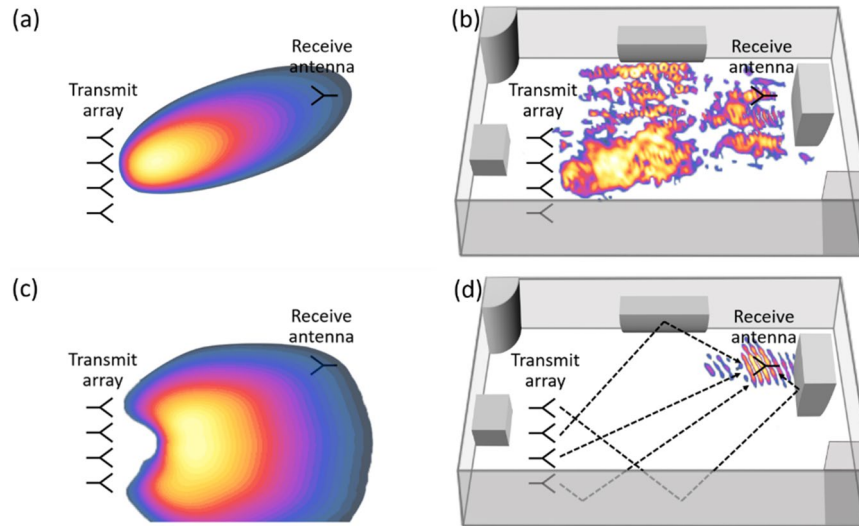 (a)
Receive
antenna
Transmit
array
(b)
Receive
antenna
Transmit
array
(c)
Receive
antenna
Transmit
array
(d)
Receive
antenna
Transmit
array